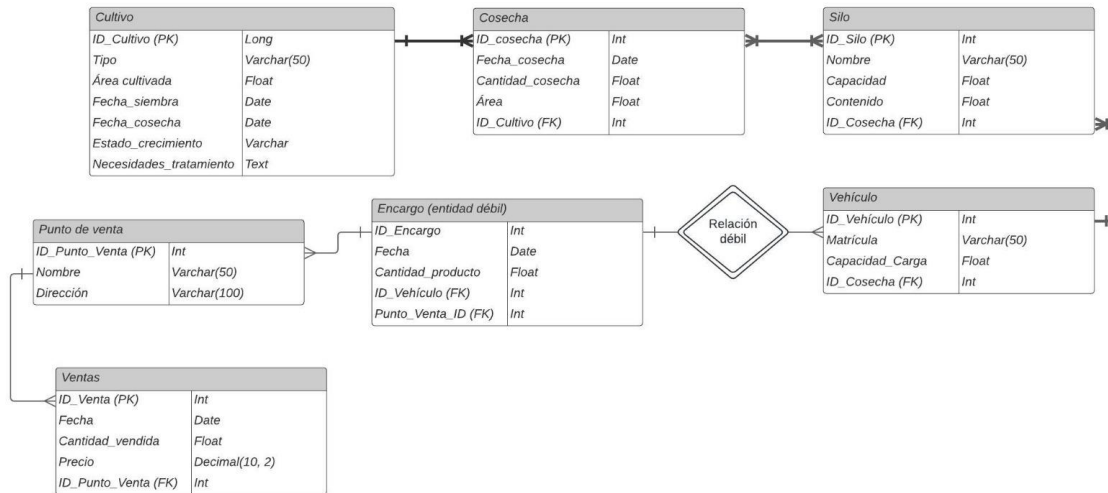 Cultivo
ID_Cultivo (PK) Long
Tipo Varchar(50)
Área cultivada Float
Fecha_siembra Date
Fecha_cosecha Date
Estado_crecimiento Varchar
Necesidades_tratamiento Text
Cosecha
ID_cosecha (PK) Int
Fecha_cosecha Date
Cantidad_cosecha Float
Área Float
ID_Cultivo (FK) Int
Silo
ID_Silo (PK) Int
Nombre Varchar(50)
Capacidad Float
Contenido Float
ID_Cosecha (FK) Int
Punto de venta
ID_Punto_Venta (PK) Int
Nombre Varchar(50)
Dirección Varchar(100)
Encargo (entidad débil)
ID_Encargo Int
Fecha Date
Cantidad_producto Float
ID_Vehículo (FK) Int
Punto_Venta_ID (FK) Int
Relación
débil
Vehículo
ID_Vehículo (PK) Int
Matrícula Varchar(50)
Capacidad_Carga Float
ID_Cosecha (FK) Int
Ventas
ID_Venta (PK) Int
Fecha Date
Cantidad_vendida Float
Precio Decimal(10, 2)
ID_Punto_Venta (FK) Int